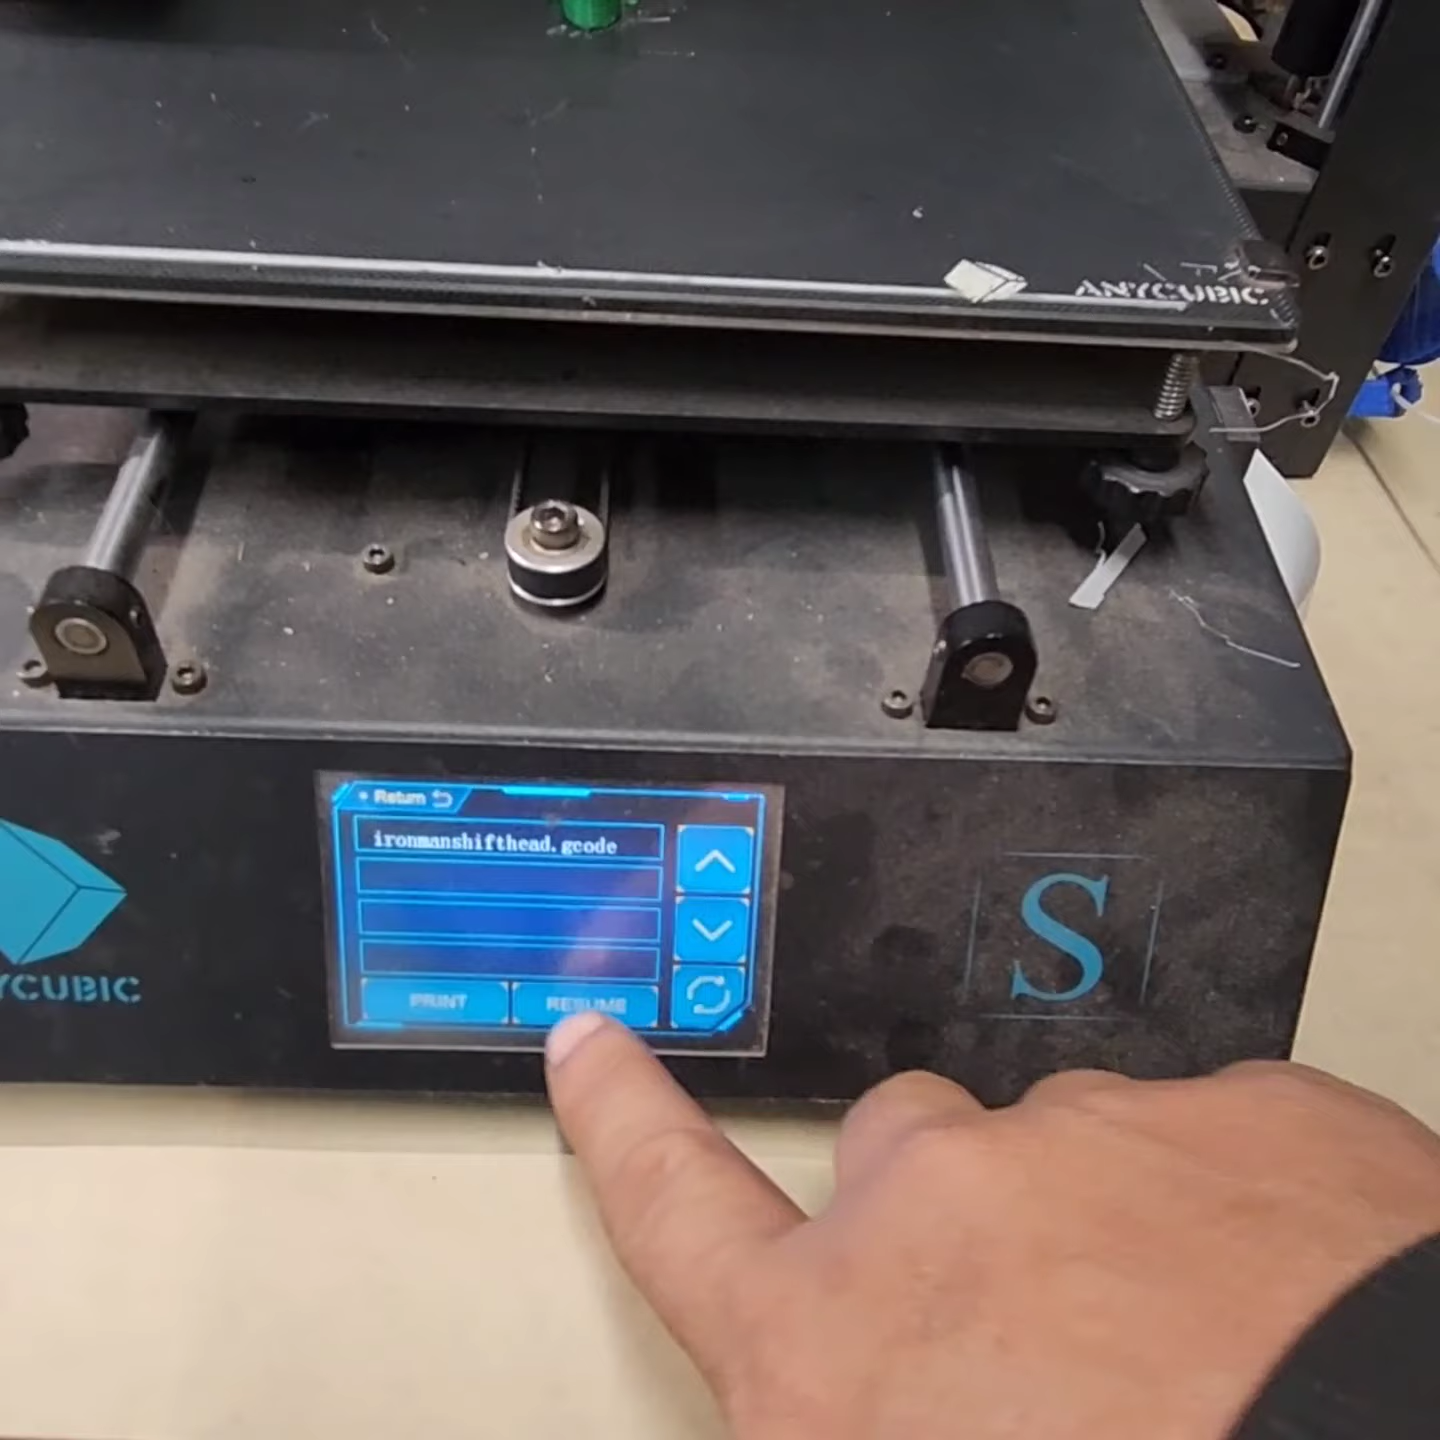 ANYCUBIC
Return
ironmanshifthead.gcode
PRINT
RESUME
YCUBIC
S